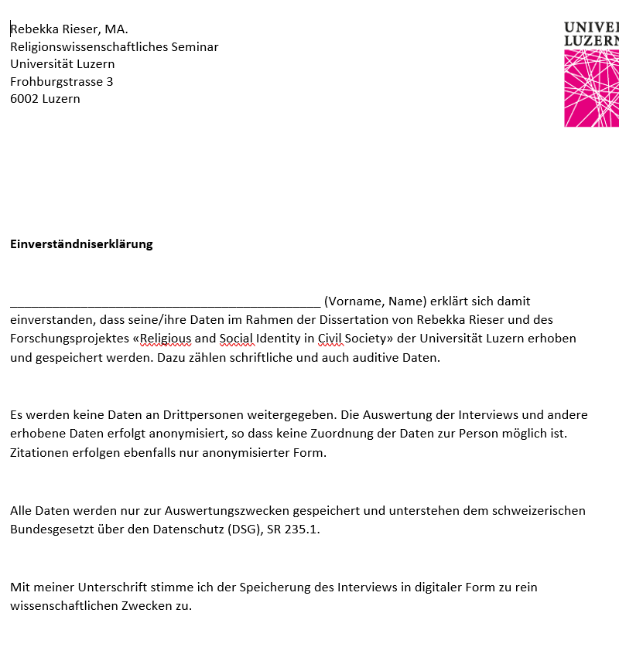 Rebekka Rieser, MA.
Religionswissenschaftliches Seminar
Universität Luzern
Frohburgstrasse 3
6002 Luzern
UNIVE
LUZERN
Einverständniserklärung
____________________________________________ (Vorname, Name) erklärt sich damit
einverstanden, dass seine/ihre Daten im Rahmen der Dissertation von Rebekka Rieser und des
Forschungsprojektes «Religious and Social Identity in Civil Society» der Universität Luzern erhoben
und gespeichert werden. Dazu zählen schriftliche und auch auditive Daten.
Es werden keine Daten an Drittpersonen weitergegeben. Die Auswertung der Interviews und andere
erhobene Daten erfolgt anonymisiert, so dass keine Zuordnung der Daten zur Person möglich ist.
Zitationen erfolgen ebenfalls nur anonymisierter Form.
Alle Daten werden nur zur Auswertungszwecken gespeichert und unterstehen dem schweizerischen
Bundesgesetzt über den Datenschutz (DSG), SR 235.1.
Mit meiner Unterschrift stimme ich der Speicherung des Interviews in digitaler Form zu rein
wissenschaftlichen Zwecken zu.